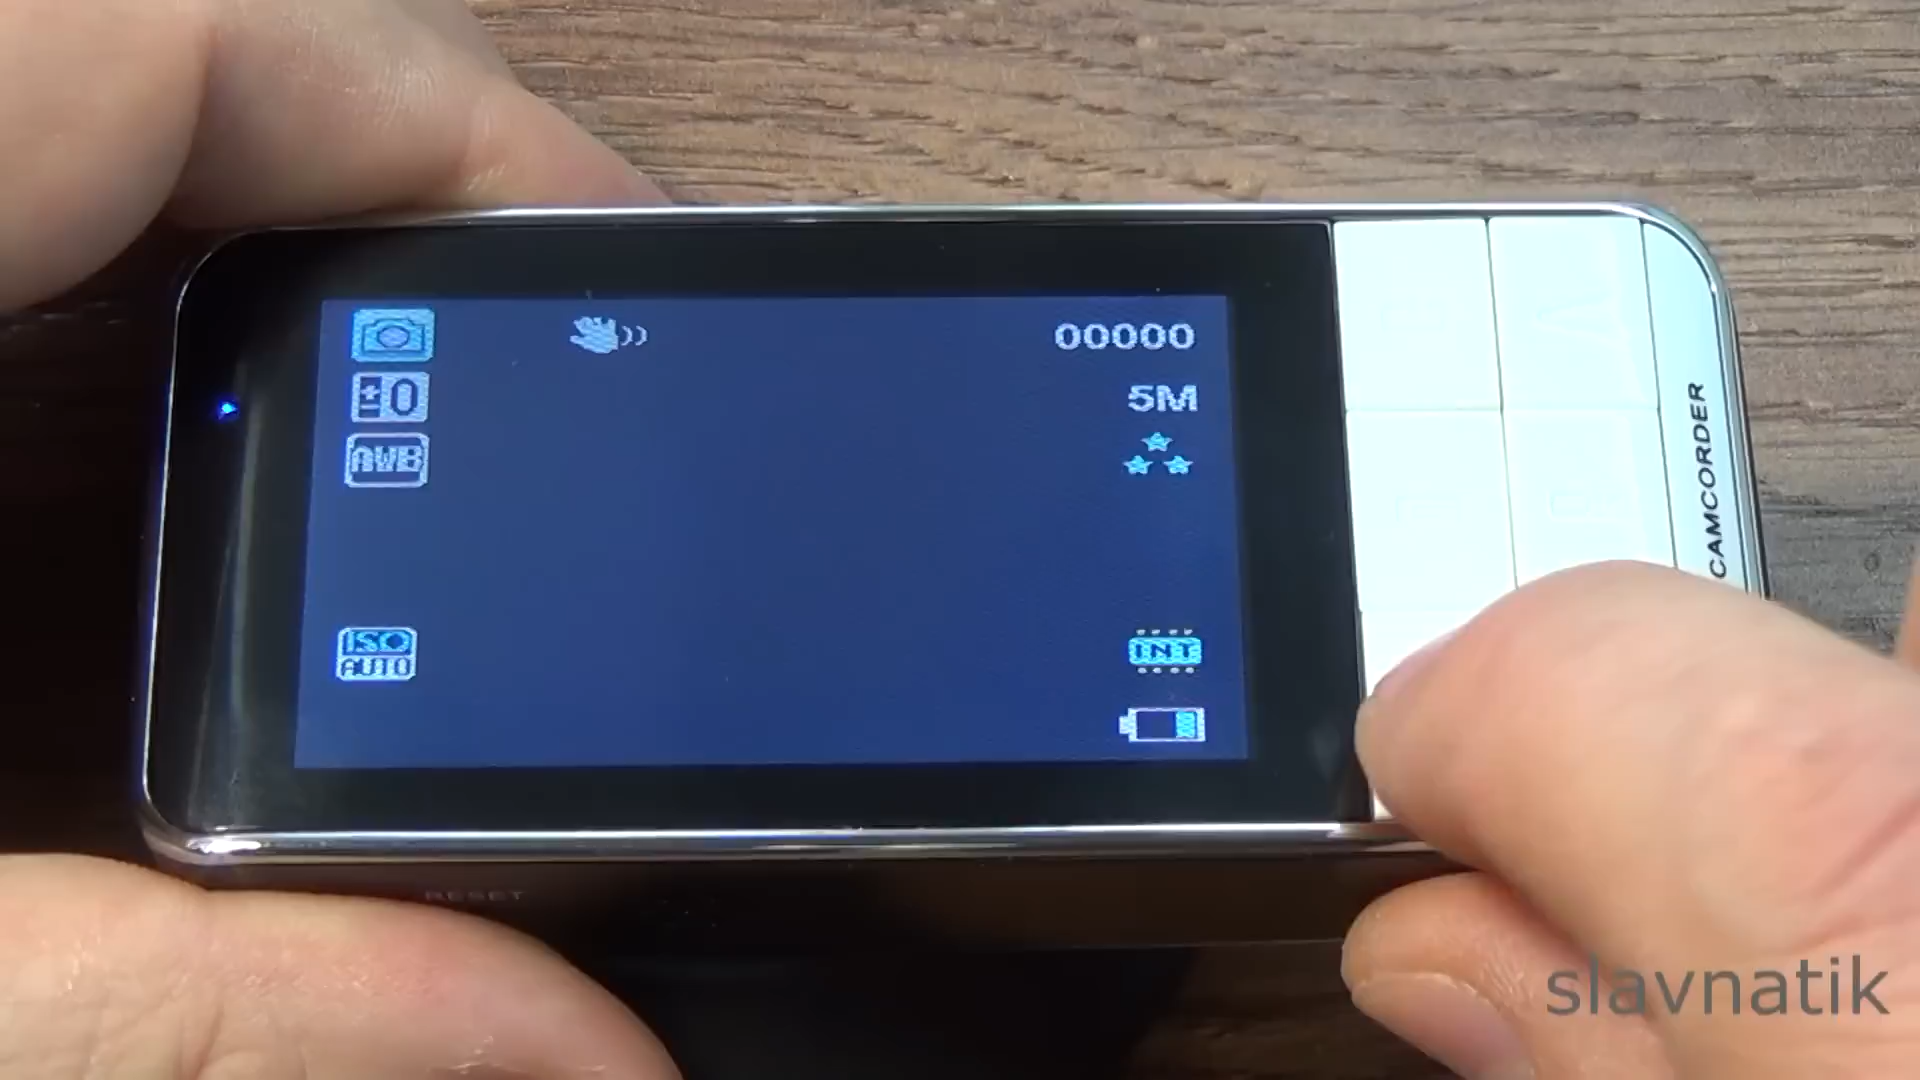 00000
±0
5M
AWB
ISO
AUTO
INT
CAMCORDER
RESET
slavnatik